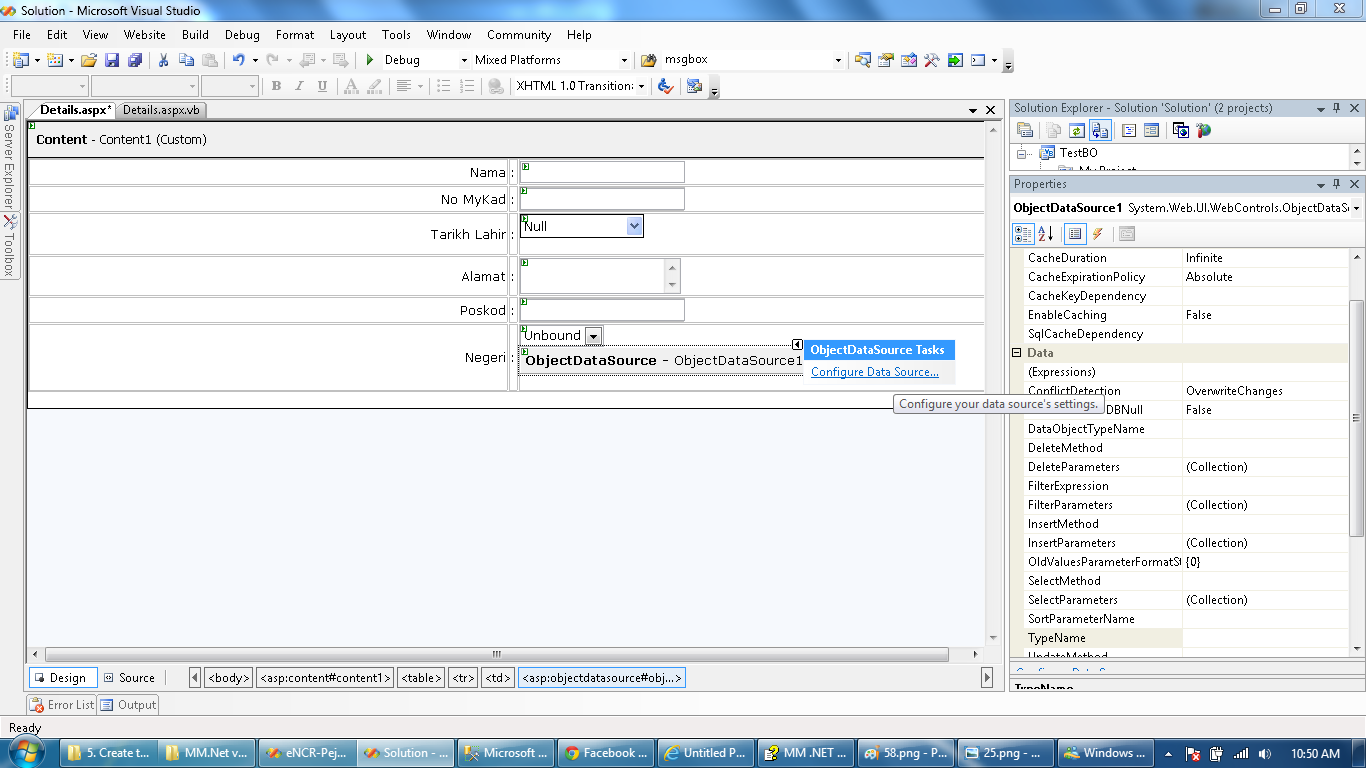 Solution - Microsoft Visual Studio
File Edit View Website Build Debug Format Layout Tools Window Community Help
Debug Mixed Platforms msgbox
B I U A XHTML 1.0 Transition:
Details.aspx* Details.aspx.vb
Server Explorer
Toolbox
Content - Content1 (Custom)
Nama :
No MyKad :
Tarikh Lahir : Null
Alamat :
Poskod :
Negeri : Unbound
ObjectDataSource - ObjectDataSource1
ObjectDataSource Tasks
Configure Data Source...
Configure your data source's settings.
Design Source <body> <asp:content#content1> <table> <tr> <td> <asp:objectdatasource#obj...>
Error List Output
Ready
Solution Explorer - Solution 'Solution' (2 projects)
TestBO
My Project
Properties
ObjectDataSource1 System.Web.UI.WebControls.ObjectDataS
CacheDuration Infinite
CacheExpirationPolicy Absolute
CacheKeyDependency
EnableCaching False
SqlCacheDependency
Data
(Expressions)
ConflictDetection OverwriteChanges
DBNull False
DataObjectTypeName
DeleteMethod
DeleteParameters (Collection)
FilterExpression
FilterParameters (Collection)
InsertMethod
InsertParameters (Collection)
OldValuesParameterFormatSt {0}
SelectMethod
SelectParameters (Collection)
SortParameterName
TypeName
UpdateMethod
TypeName
5. Create t... MM.Net v... eNCR-Pej... Solution - ... Microsoft ... Facebook ... Untitled P... MM .NET ... 58.png - P... 25.png - ... Windows ... 10:50 AM